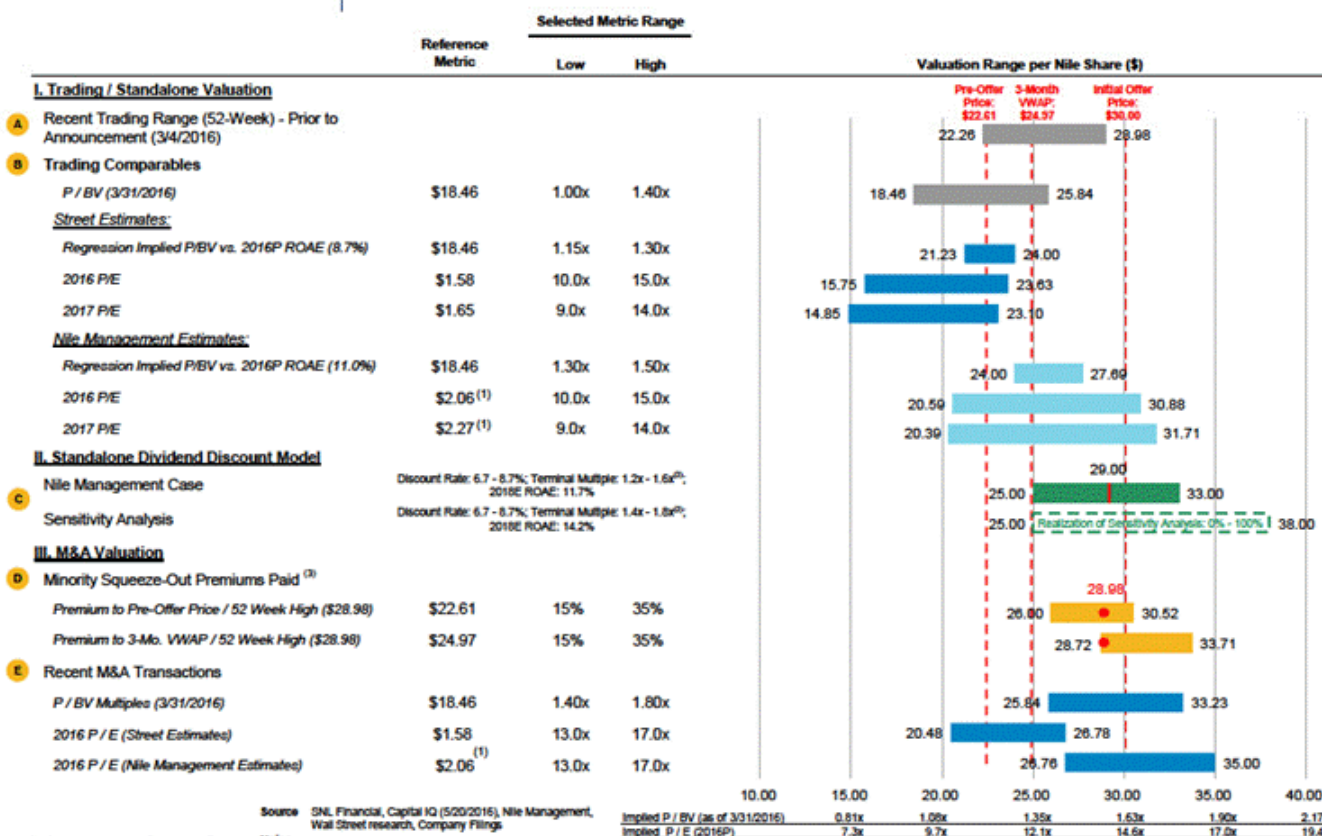 Selected Metric Range
Reference Metric Low High Valuation Range per Nile Share ($)
I. Trading / Standalone Valuation
Pre-Offer Price: $22.61
3-Month VWAP: $24.97
Initial Offer Price: $30.00
A Recent Trading Range (52-Week) - Prior to
Announcement (3/4/2016) 22.26 28.98
B Trading Comparables
P / BV (3/31/2016) $18.46 1.00x 1.40x 18.46 25.84
Street Estimates:
Regression Implied P/BV vs. 2016P ROAE (8.7%) $18.46 1.15x 1.30x 21.23 24.00
2016 P/E $1.58 10.0x 15.0x 15.75 23.63
2017 P/E $1.65 9.0x 14.0x 14.85 23.10
Nile Management Estimates:
Regression Implied P/BV vs. 2016P ROAE (11.0%) $18.46 1.30x 1.50x 24.00 27.69
2016 P/E $2.06 (1) 10.0x 15.0x 20.59 30.88
2017 P/E $2.27 (1) 9.0x 14.0x 20.39 31.71
II. Standalone Dividend Discount Model
29.00
C Nile Management Case Discount Rate: 6.7 - 8.7%; Terminal Multiple: 1.2x - 1.6x(2);
2018E ROAE: 11.7% 25.00 33.00
Sensitivity Analysis Discount Rate: 6.7 - 8.7%; Terminal Multiple: 1.4x - 1.8x(2);
2018E ROAE: 14.2% 25.00 Realization of Sensitivity Analysis: 0% - 100% 38.00
III. M&A Valuation
D Minority Squeeze-Out Premiums Paid (3)
28.98
Premium to Pre-Offer Price / 52 Week High ($28.98) $22.61 15% 35% 26.00 30.52
Premium to 3-Mo. VWAP / 52 Week High ($28.98) $24.97 15% 35% 28.72 33.71
E Recent M&A Transactions
P / BV Multiples (3/31/2016) $18.46 1.40x 1.80x 25.84 33.23
2016 P / E (Street Estimates) $1.58 13.0x 17.0x 20.48 26.78
2016 P / E (Nile Management Estimates) $2.06 (1) 13.0x 17.0x 26.76 35.00
10.00 15.00 20.00 25.00 30.00 35.00 40.00
Source SNL Financial, Capital IQ (5/20/2016), Nile Management,
Wall Street research, Company Filings
Implied P / BV (as of 3/31/2016) 0.81x 1.08x 1.35x 1.63x 1.90x 2.17
Implied P / E (2016P) 7.3x 9.7x 12.1x 14.6x 17.0x 19.4